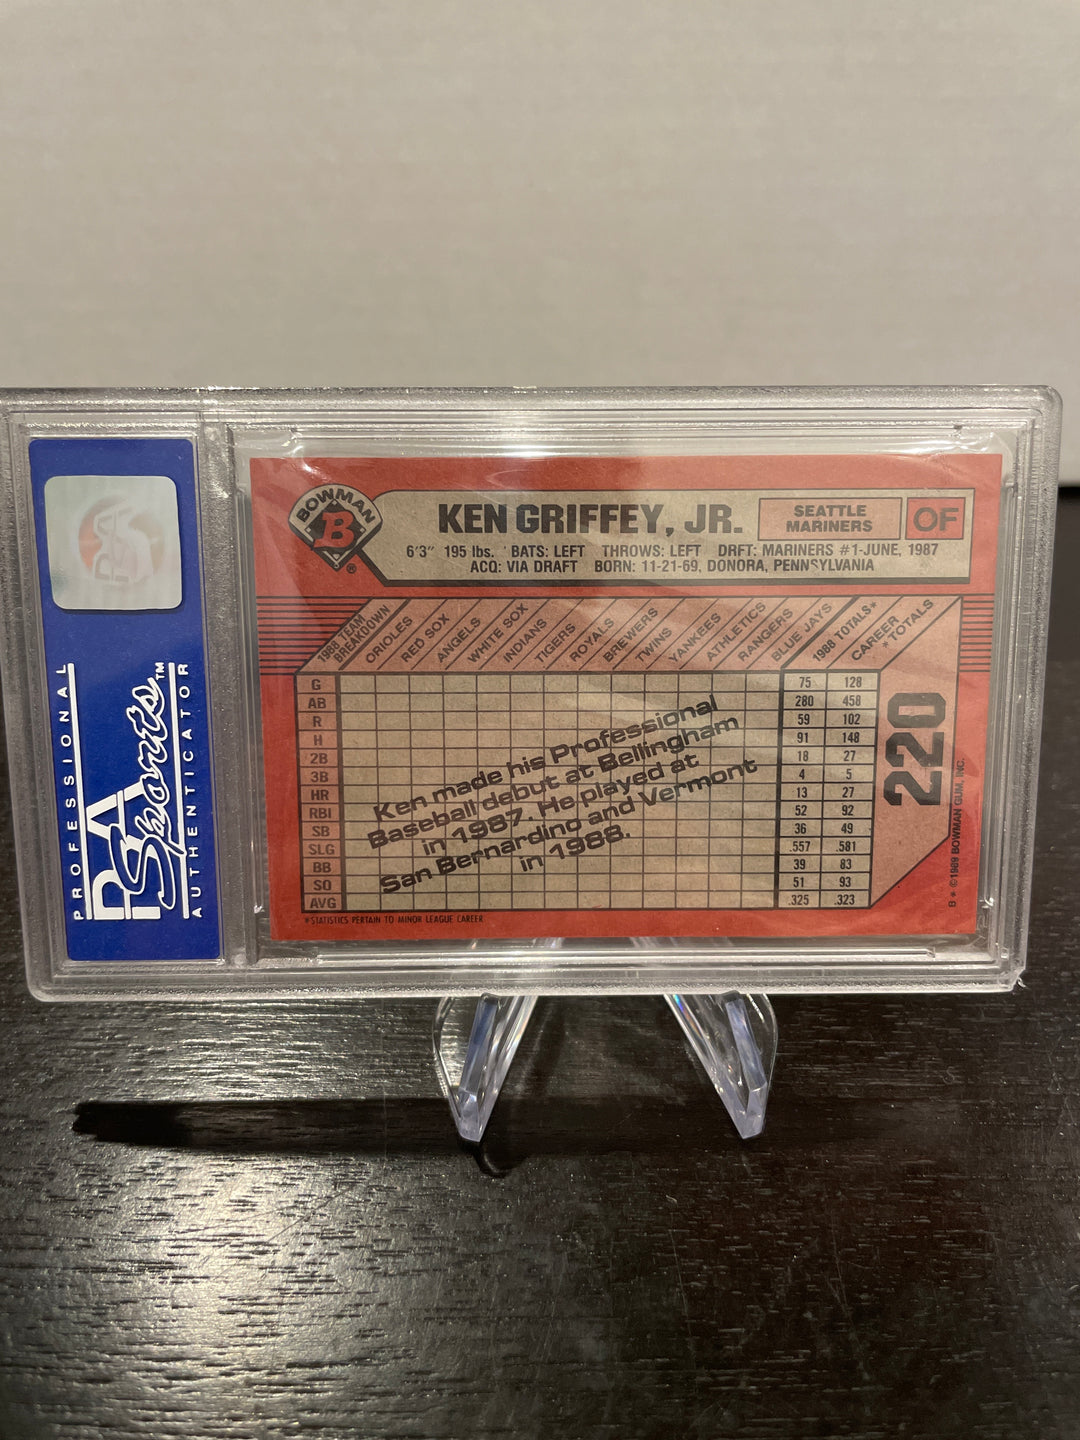 PROFESSIONAL
PSA
Sports™
AUTHENTICATOR
BOWMAN
B
®
KEN GRIFFEY, JR.
SEATTLE
MARINERS
OF
6'3" 195 lbs. BATS: LEFT THROWS: LEFT DRFT: MARINERS #1-JUNE, 1987
ACQ: VIA DRAFT BORN: 11-21-69, DONORA, PENNSYLVANIA
1988 TEAM
BREAKDOWN
ORIOLES
RED SOX
ANGELS
WHITE SOX
INDIANS
TIGERS
ROYALS
BREWERS
TWINS
YANKEES
ATHLETICS
RANGERS
BLUE JAYS
1988 TOTALS*
CAREER
* TOTALS
G 75 128
AB 280 458
R 59 102
H 91 148
2B 18 27
3B 4 5
HR 13 27
RBI 52 92
SB 36 49
SLG .557 .581
BB 39 83
SO 51 93
AVG .325 .323
Ken made his Professional
Baseball debut at Bellingham
in 1987. He played at
San Bernardino and Vermont
in 1988.
220
*STATISTICS PERTAIN TO MINOR LEAGUE CAREER
B * ©1989 BOWMAN GUM, INC.